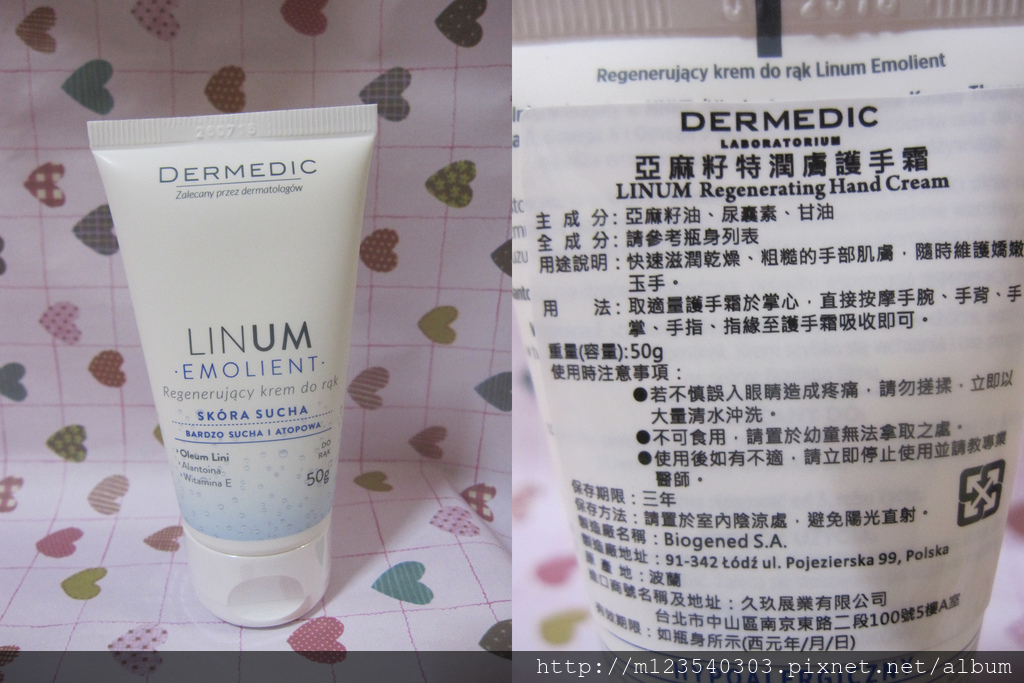 DERMEDIC
Zalecany przez dermatologów
LINUM
·EMOLIENT·
Regenerujący krem do rąk
SKÓRA SUCHA
BARDZO SUCHA I ATOPOWA
• Oleum Lini
• Alantoina
• Witamina E
DO RĄK
50g
Regenerujący krem do rąk Linum Emolient
DERMEDIC
LABORATORIUM
亞麻籽特潤膚護手霜
LINUM Regenerating Hand Cream
主成分：亞麻籽油、尿囊素、甘油
全成分：請參考瓶身列表
用途說明：快速滋潤乾燥、粗糙的手部肌膚，隨時維護嬌嫩
玉手。
用法：取適量護手霜於掌心，直接按摩手腕、手背、手
掌、手指、指緣至護手霜吸收即可。
重量(容量):50g
使用時注意事項：
●若不慎誤入眼睛造成疼痛，請勿搓揉，立即以
大量清水沖洗。
●不可食用，請置於幼童無法拿取之處。
●使用後如有不適，請立即停止使用並請教專業
醫師。
保存期限：三年
保存方法：請置於室內陰涼處，避免陽光直射。
製造廠名稱：Biogened S.A.
製造廠地址：91-342 Łódź ul. Pojezierska 99, Polska
原產地：波蘭
進口商號名稱及地址：久玖展業有限公司
台北市中山區南京東路二段100號5樓A室
有效期限：如瓶身所示(西元年/月/日)
HYPOALERGICZNY
http://m123540303.pixnet.net/album